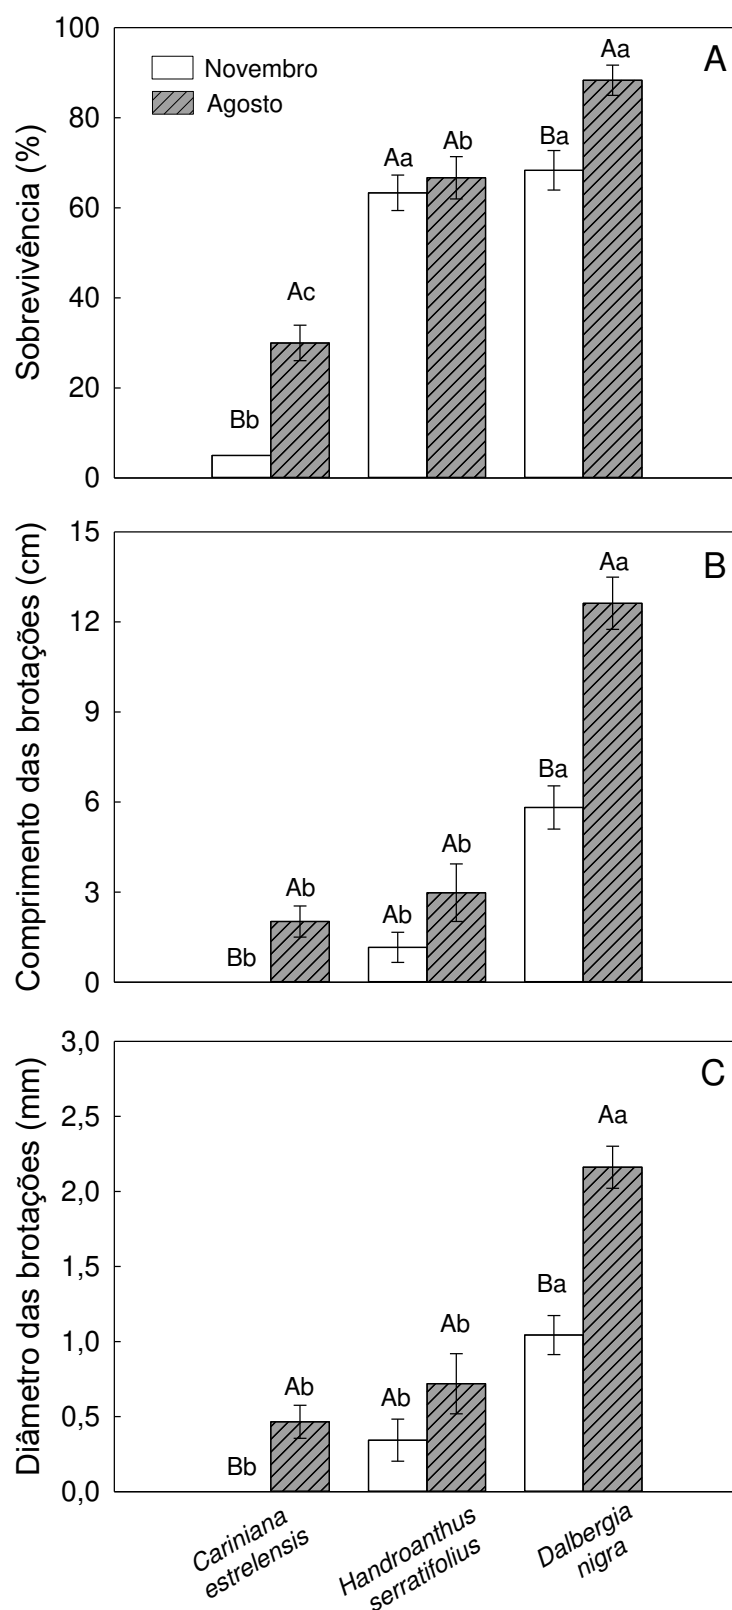 100
80
60
40
20
0
Sobrevivência (%)
Novembro
Agosto
A
Bb
Ac
Aa
Ab
Ba
Aa
15
12
9
6
3
0
Comprimento das brotações (cm)
B
Bb
Ab
Ab
Ab
Ba
Aa
3,0
2,5
2,0
1,5
1,0
0,5
0,0
Diâmetro das brotações (mm)
C
Bb
Ab
Ab
Ab
Ba
Aa
Cariniana
estrelensis
Handroanthus
serratifolius
Dalbergia
nigra